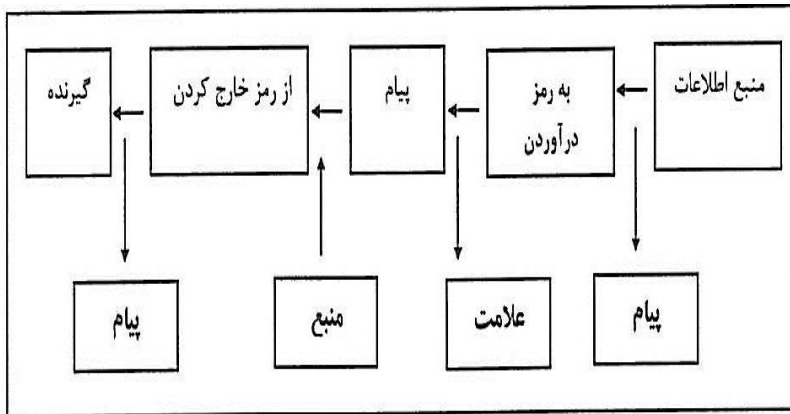 منبع اطلاعات
به رمز
درآوردن
پیام
از رمز خارج کردن
گیرنده
پیام
علامت
منبع
پیام